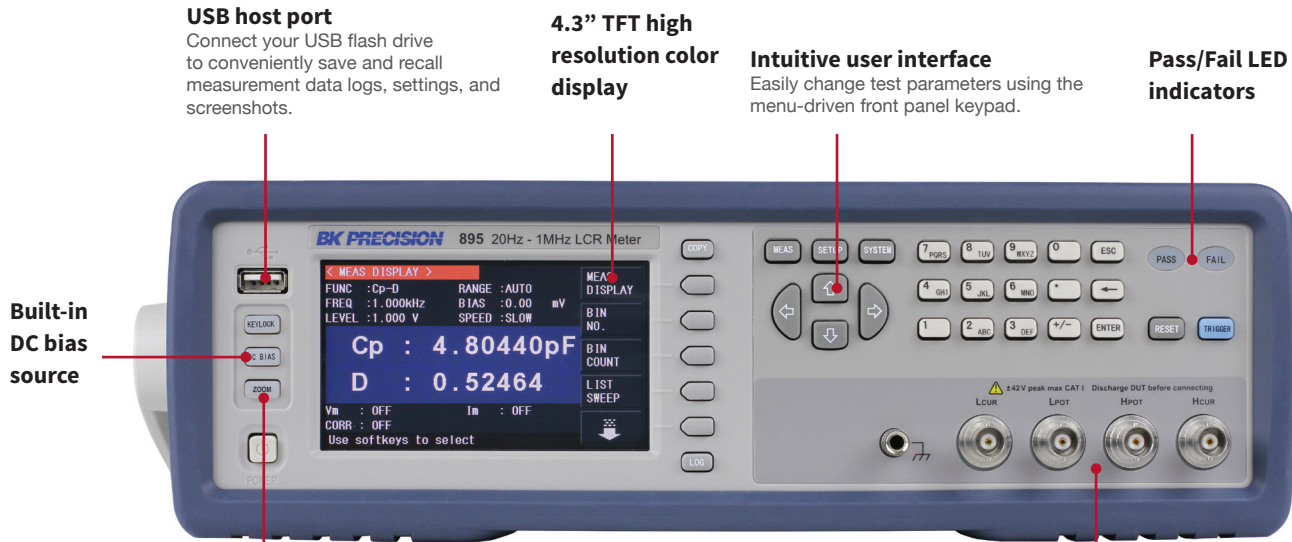 USB host port
Connect your USB flash drive
to conveniently save and recall
measurement data logs, settings, and
screenshots.
4.3” TFT high
resolution color
display
Intuitive user interface
Easily change test parameters using the
menu-driven front panel keypad.
Pass/Fail LED
indicators
Built-in
DC bias
source
BK PRECISION 895 20Hz - 1MHz LCR Meter
< MEAS DISPLAY >
FUNC :Cp-D RANGE :AUTO
FREQ :1.000kHz BIAS :0.00 mV
LEVEL :1.000 V SPEED :SLOW
Cp : 4.80440pF
D : 0.52464
Vm : OFF Im : OFF
CORR : OFF
Use softkeys to select
MEAS
DISPLAY
BIN
NO.
BIN
COUNT
LIST
SWEEP
KEYLOCK
DC BIAS
ZOOM
POWER
COPY
LOG
MEAS SETUP SYSTEM
7 PQRS 8 TUV 9 WXYZ 0 ESC
4 GHI 5 JKL 6 MNO · ←
1 2 ABC 3 DEF +/- ENTER
PASS FAIL
RESET TRIGGER
±42V peak max CAT I Discharge DUT before connecting
LCUR LPOT HPOT HCUR